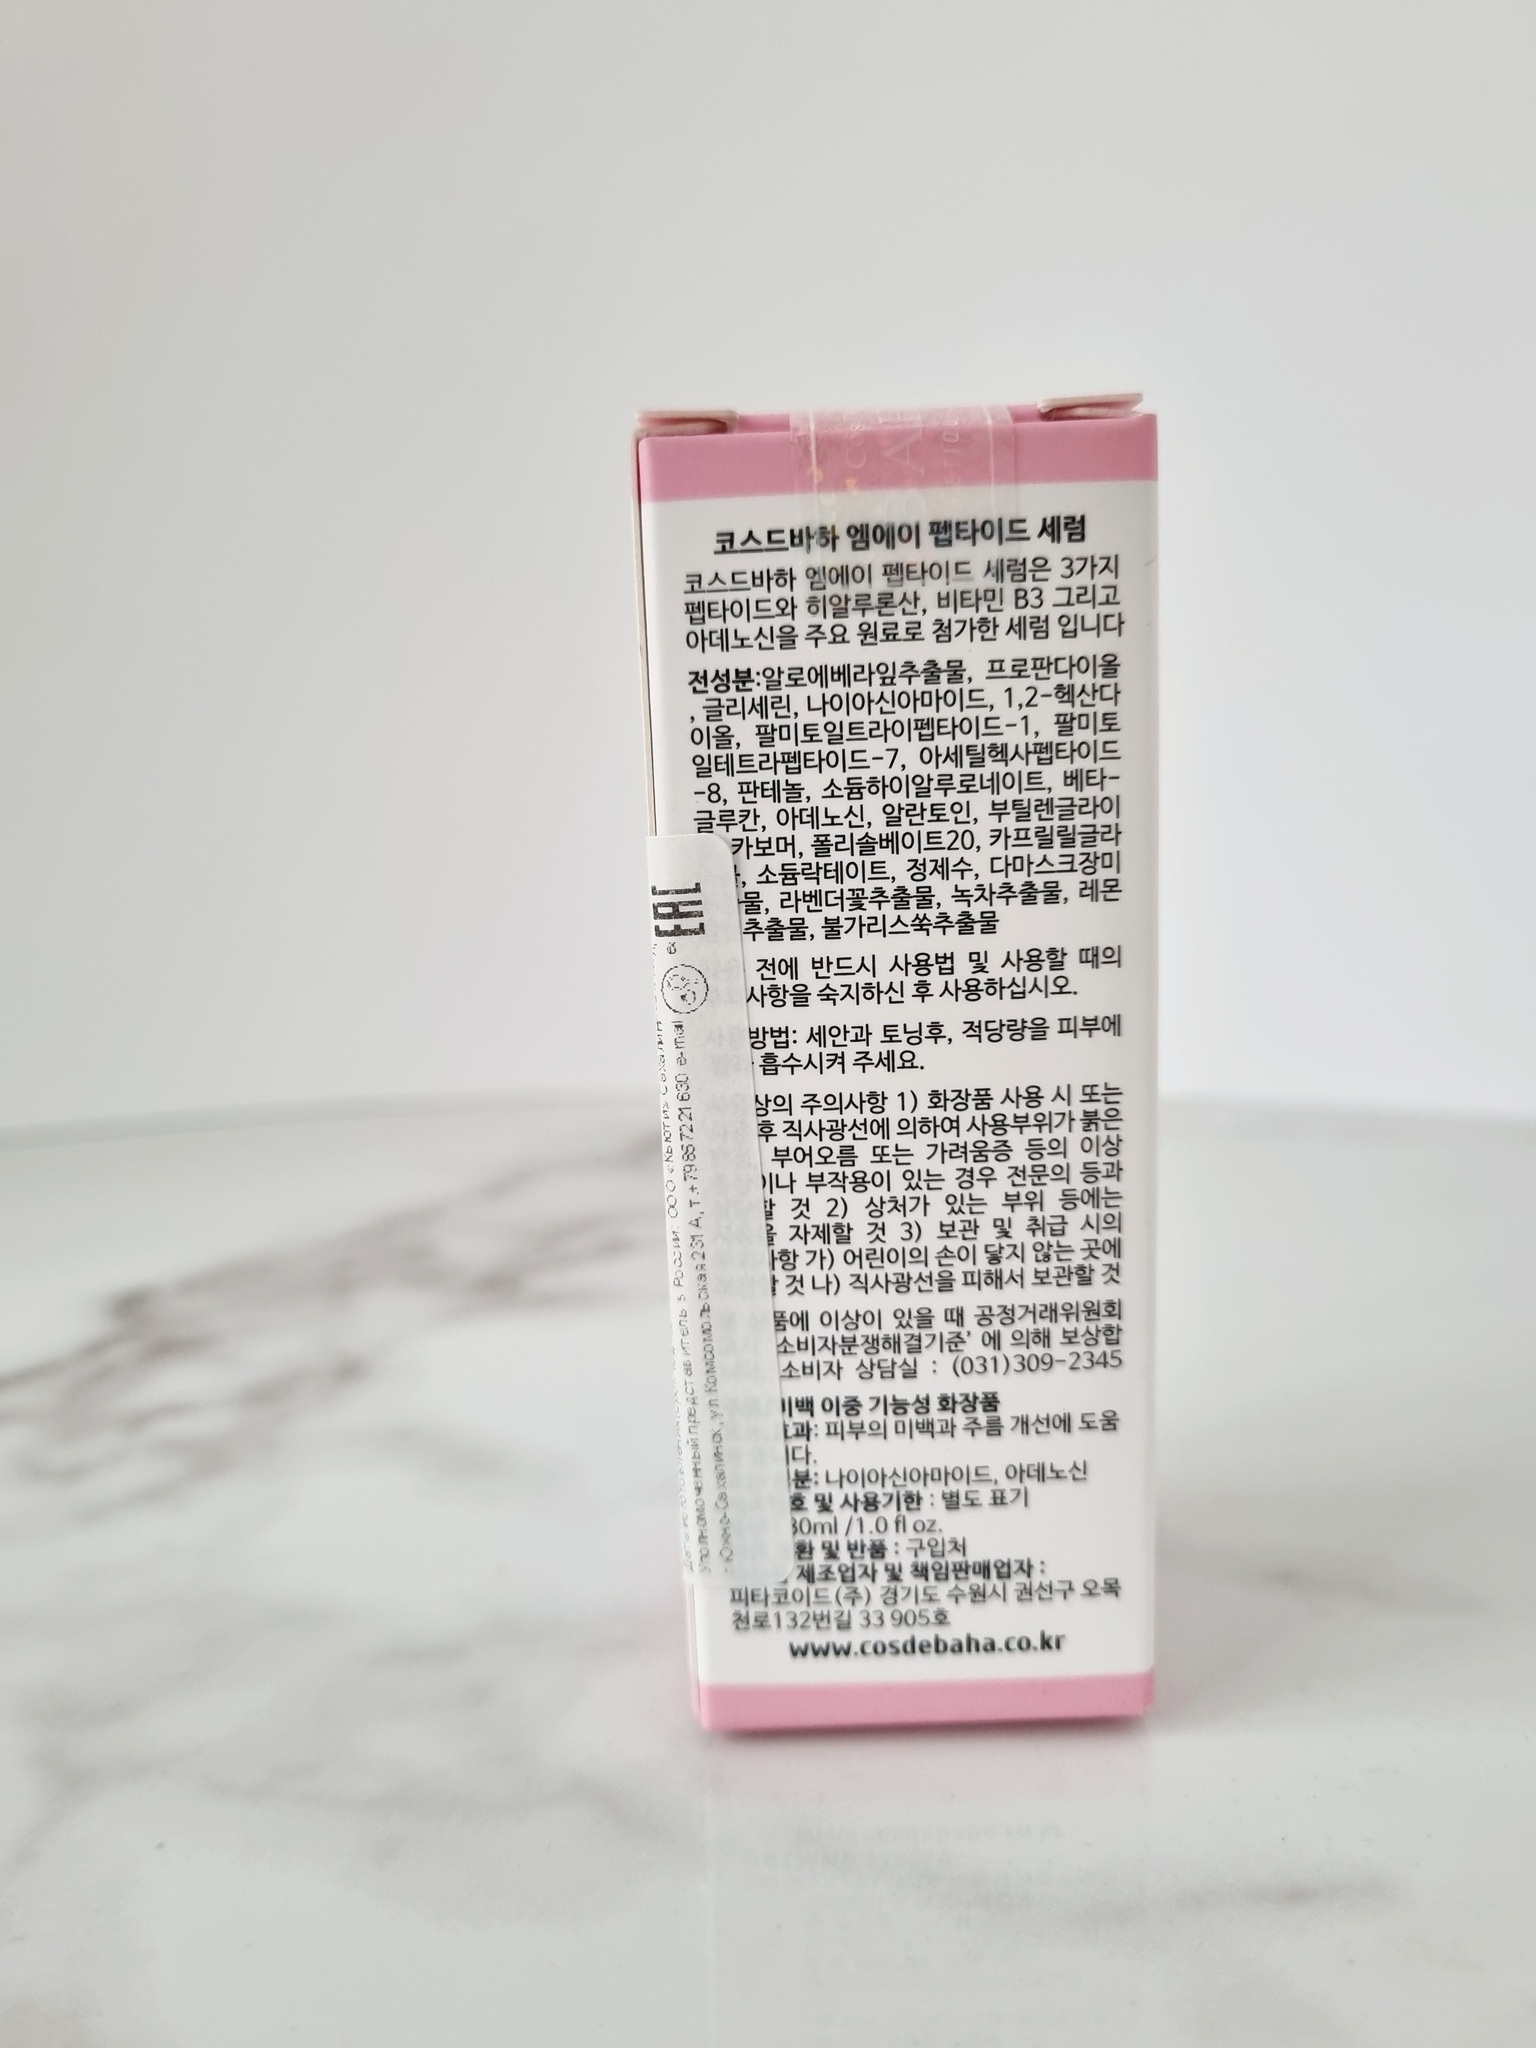 코스드바하 엠에이 펩타이드 세럼
코스드바하 엠에이 펩타이드 세럼은 3가지
펩타이드와 히알루론산, 비타민 B3 그리고
아데노신을 주요 원료로 첨가한 세럼 입니다
전성분:알로에베라잎추출물, 프로판다이올
, 글리세린, 나이아신아마이드, 1,2-헥산다
이올, 팔미토일트라이펩타이드-1, 팔미토
일테트라펩타이드-7, 아세틸헥사펩타이드
-8, 판테놀, 소듐하이알루로네이트, 베타-
글루칸, 아데노신, 알란토인, 부틸렌글라이
카보머, 폴리솔베이트20, 카프릴릴글라
소듐락테이트, 정제수, 다마스크장미
물, 라벤더꽃추출물, 녹차추출물, 레몬
추출물, 불가리스쑥추출물
전에 반드시 사용법 및 사용할 때의
사항을 숙지하신 후 사용하십시오.
방법: 세안과 토닝후, 적당량을 피부에
흡수시켜 주세요.
상의 주의사항 1) 화장품 사용 시 또는
후 직사광선에 의하여 사용부위가 붉은
부어오름 또는 가려움증 등의 이상
이나 부작용이 있는 경우 전문의 등과
할 것 2) 상처가 있는 부위 등에는
을 자제할 것 3) 보관 및 취급 시의
사항 가) 어린이의 손이 닿지 않는 곳에
할 것 나) 직사광선을 피해서 보관할 것
품에 이상이 있을 때 공정거래위원회
소비자분쟁해결기준’ 에 의해 보상합
소비자 상담실 : (031)309-2345
미백 이중 기능성 화장품
효과: 피부의 미백과 주름 개선에 도움
니다.
분: 나이아신아마이드, 아데노신
호 및 사용기한 : 별도 표기
30ml /1.0 fl oz.
환 및 반품 : 구입처
제조업자 및 책임판매업자 :
피타코이드(주) 경기도 수원시 권선구 오목
천로132번길 33 905호
www.cosdebaha.co.kr
EAC
Уполномоченный представитель в России: ООО
Южно-Сахалинск, ул.Комсомольская 231 А, т.+79857221630 e-mail